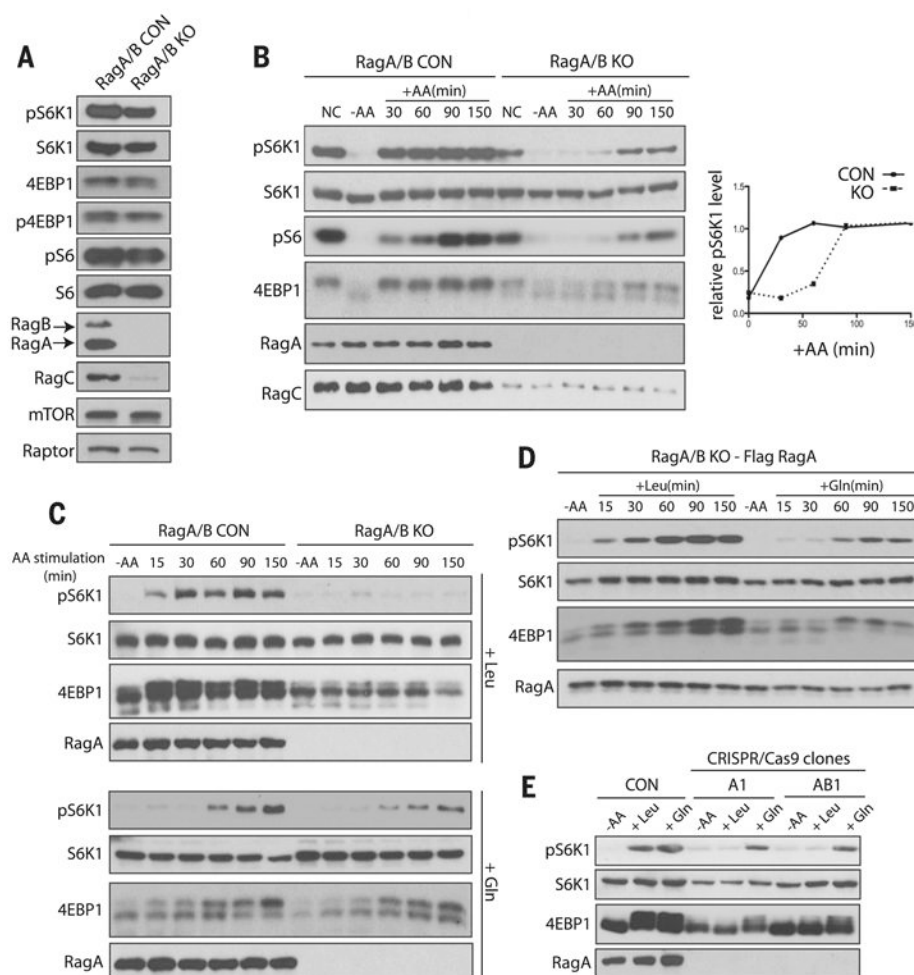 A
RagA/B CON
RagA/B KO
pS6K1
S6K1
4EBP1
p4EBP1
pS6
S6
RagB
RagA
RagC
mTOR
Raptor
B
RagA/B CON RagA/B KO
+AA(min) +AA(min)
NC -AA 30 60 90 150 NC -AA 30 60 90 150
pS6K1
S6K1
pS6
4EBP1
RagA
RagC
CON
KO
relative pS6K1 level
1.5
1.0
0.5
0.0
0 50 100 150
+AA (min)
C
RagA/B CON RagA/B KO
AA stimulation
(min)
-AA 15 30 60 90 150 -AA 15 30 60 90 150
pS6K1
S6K1
4EBP1
RagA
+ Leu
pS6K1
S6K1
4EBP1
RagA
+ Gln
D
RagA/B KO - Flag RagA
+Leu(min) +Gln(min)
-AA 15 30 60 90 150 -AA 15 30 60 90 150
pS6K1
S6K1
4EBP1
RagA
E
CRISPR/Cas9 clones
CON A1 AB1
-AA + Leu + Gln -AA + Leu + Gln -AA + Leu + Gln
pS6K1
S6K1
4EBP1
RagA